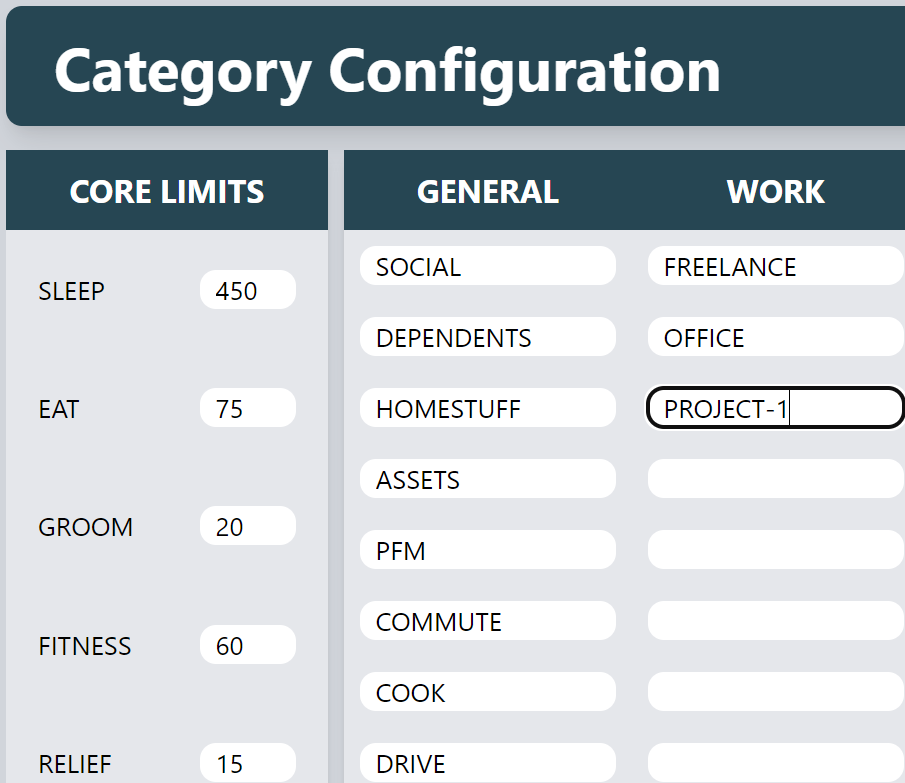 Category Configuration
CORE LIMITS
SLEEP 450
EAT 75
GROOM 20
FITNESS 60
RELIEF 15
GENERAL
SOCIAL
DEPENDENTS
HOMESTUFF
ASSETS
PFM
COMMUTE
COOK
DRIVE
WORK
FREELANCE
OFFICE
PROJECT-1